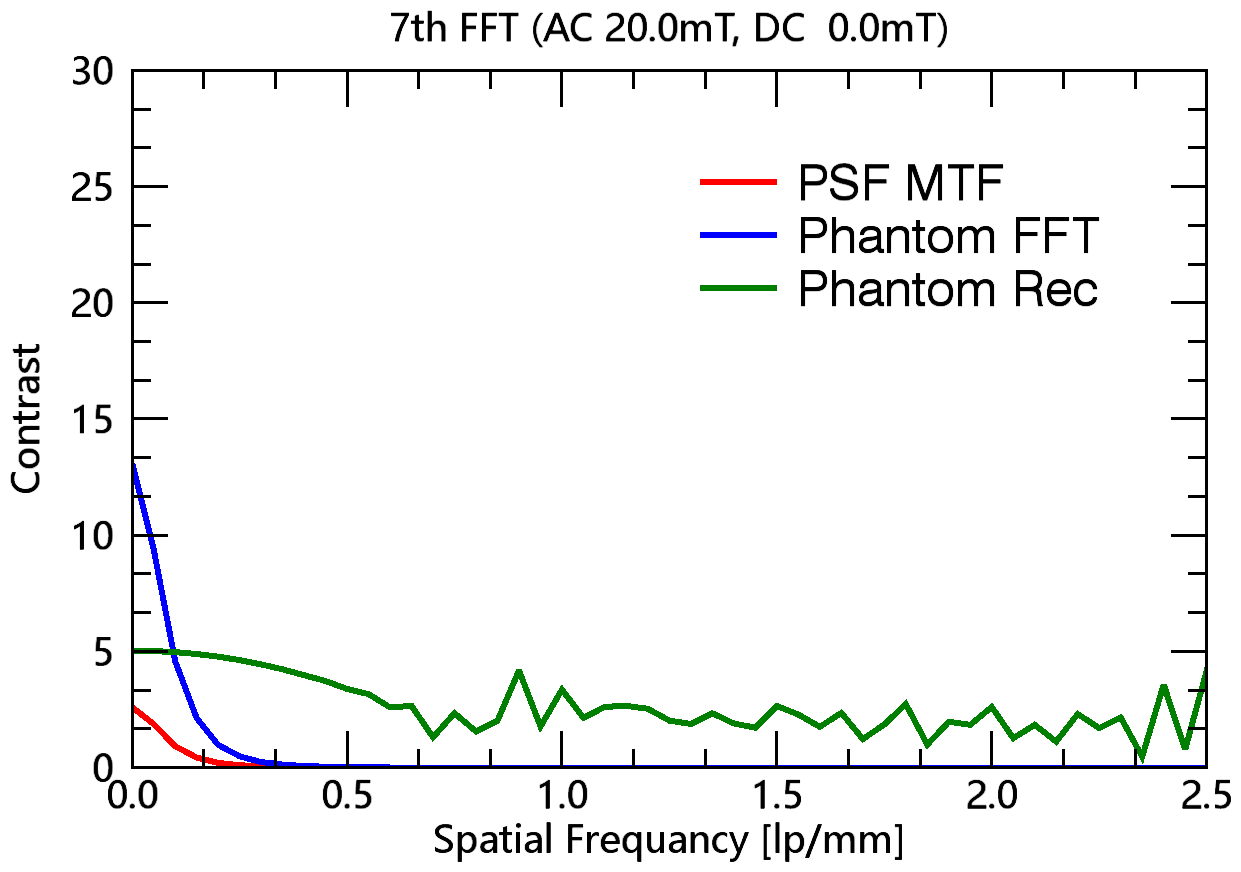 7th FFT (AC 20.0mT, DC  0.0mT)
30
25
20
15
10
5
0
Contrast
PSF MTF
Phantom FFT
Phantom Rec
0.0 0.5 1.0 1.5 2.0 2.5
Spatial Frequancy [lp/mm]